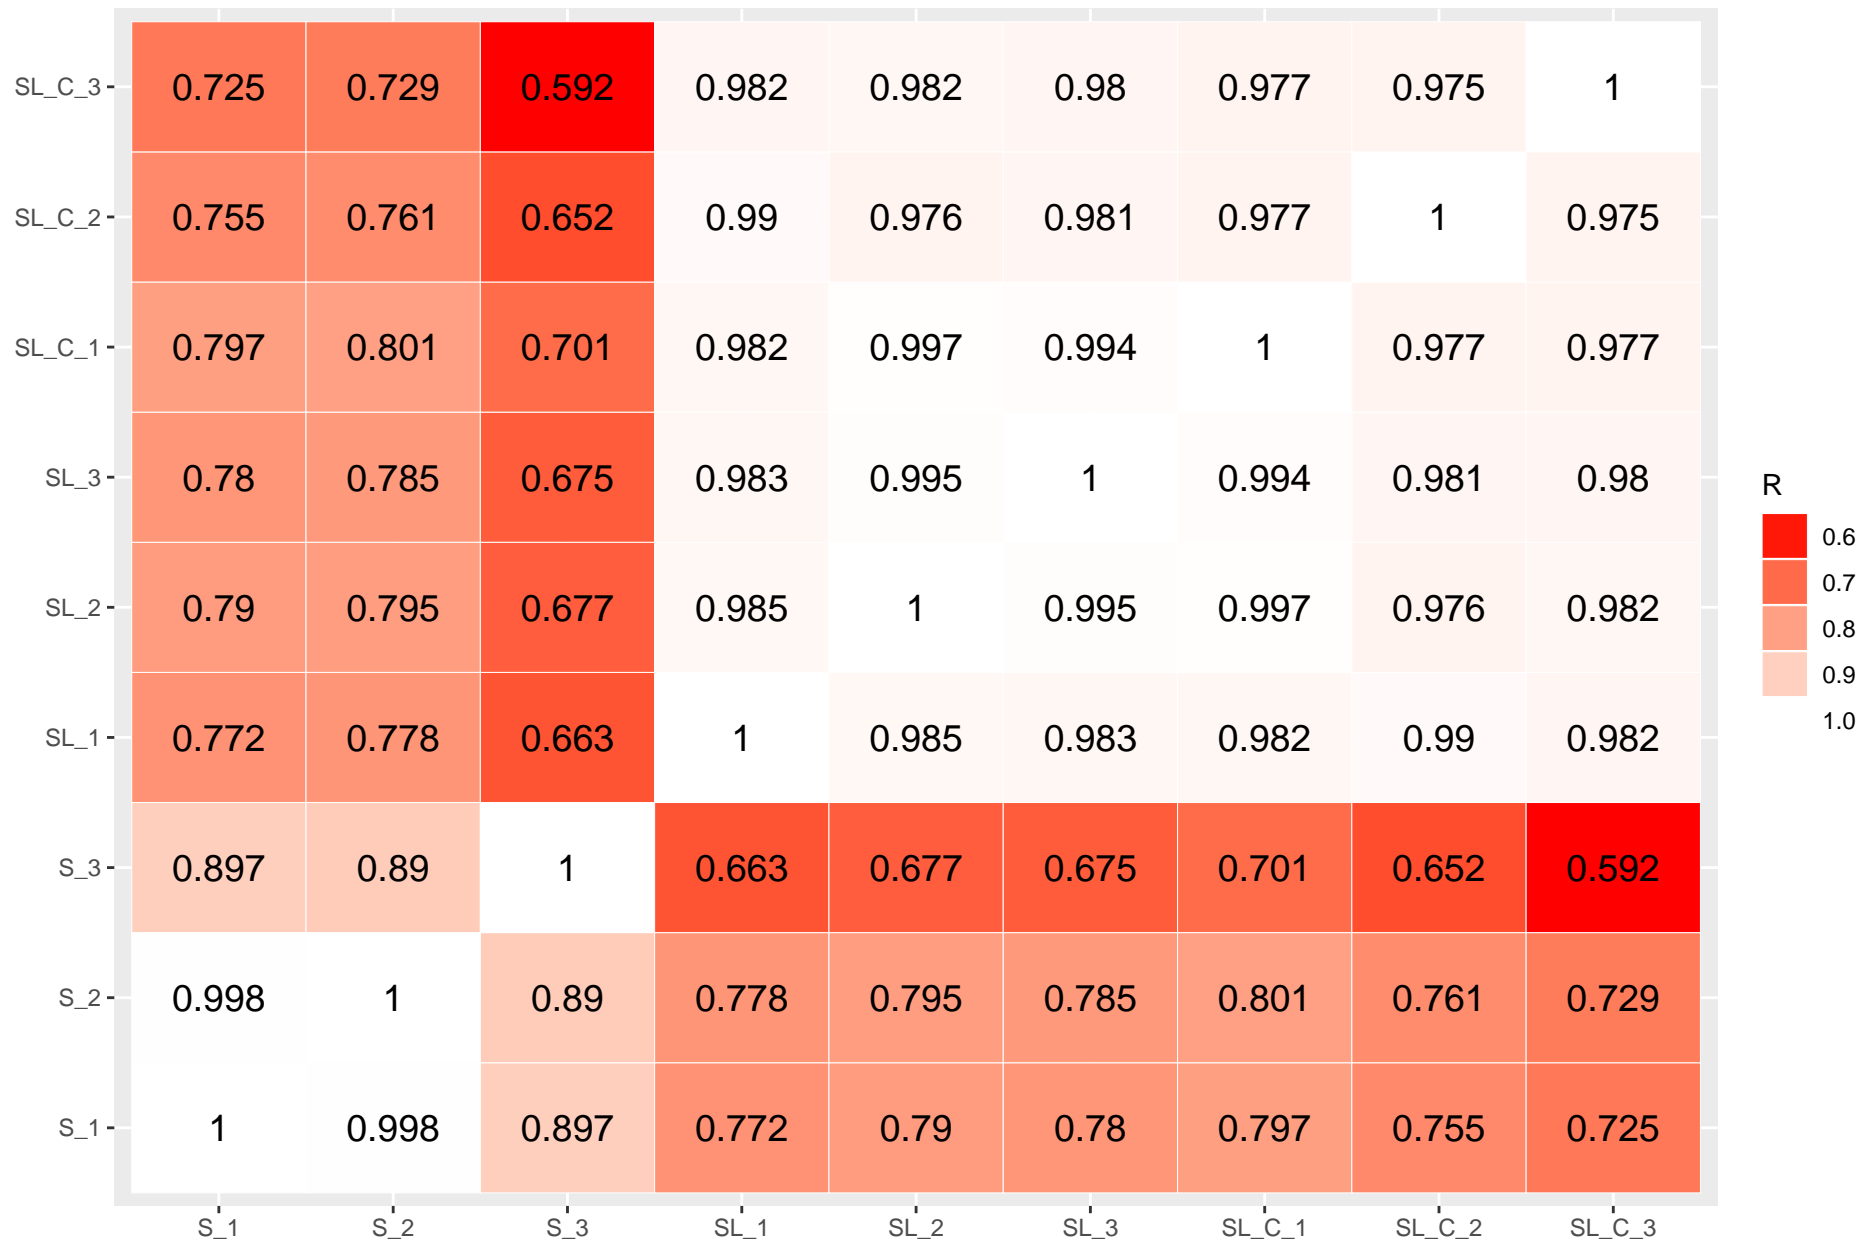 SL_C_3 0.725 0.729 0.592 0.982 0.982 0.98 0.977 0.975 1
SL_C_2 0.755 0.761 0.652 0.99 0.976 0.981 0.977 1 0.975
SL_C_1 0.797 0.801 0.701 0.982 0.997 0.994 1 0.977 0.977
SL_3 0.78 0.785 0.675 0.983 0.995 1 0.994 0.981 0.98
SL_2 0.79 0.795 0.677 0.985 1 0.995 0.997 0.976 0.982
SL_1 0.772 0.778 0.663 1 0.985 0.983 0.982 0.99 0.982
S_3 0.897 0.89 1 0.663 0.677 0.675 0.701 0.652 0.592
S_2 0.998 1 0.89 0.778 0.795 0.785 0.801 0.761 0.729
S_1 1 0.998 0.897 0.772 0.79 0.78 0.797 0.755 0.725
S_1 S_2 S_3 SL_1 SL_2 SL_3 SL_C_1 SL_C_2 SL_C_3
R
0.6
0.7
0.8
0.9
1.0